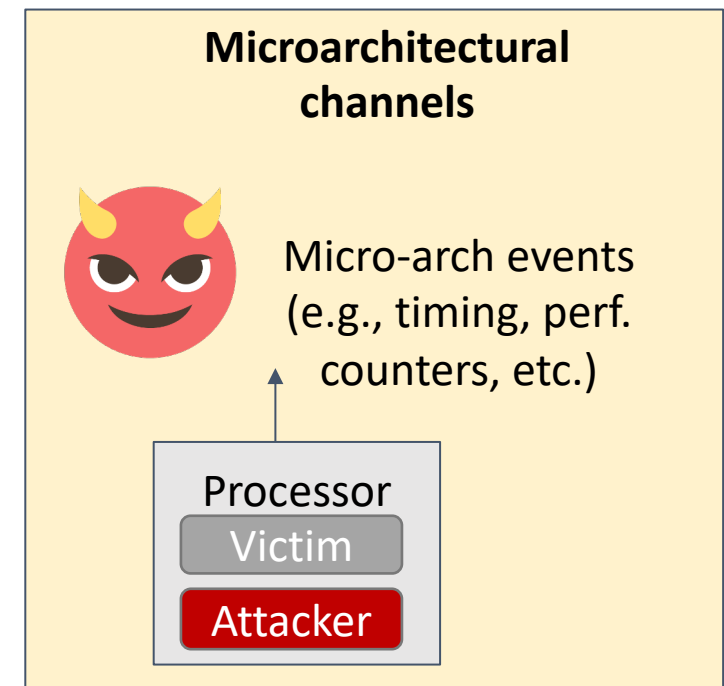 Microarchitectural
channels
Micro-arch events
(e.g., timing, perf.
counters, etc.)
Processor
Victim
Attacker